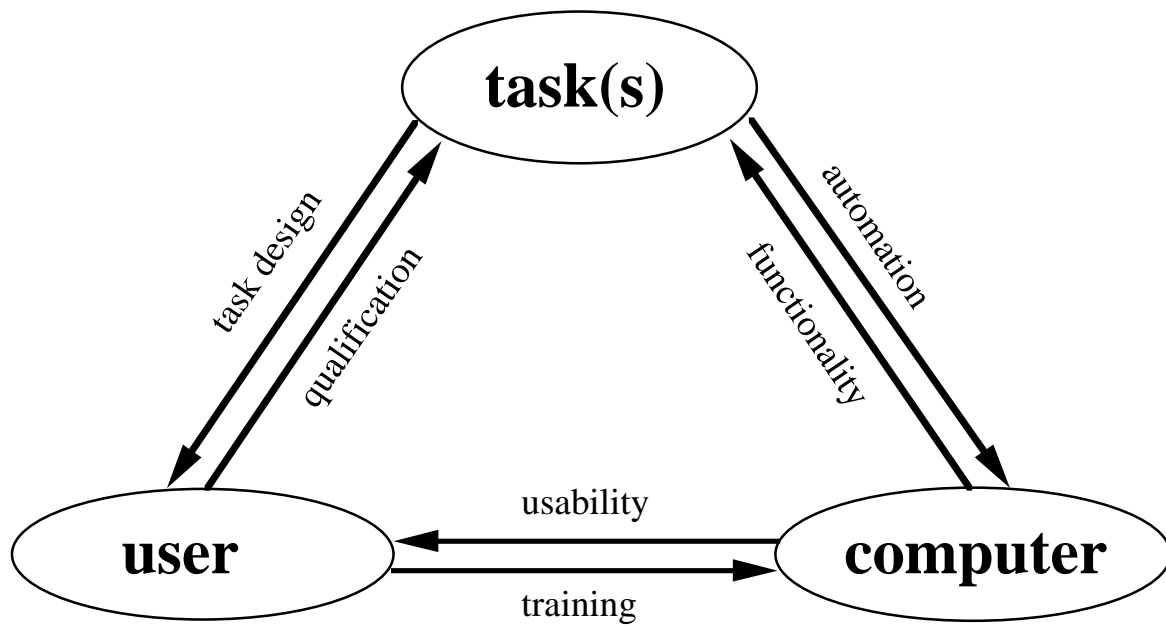 task(s)
task design
qualification
functionality
automation
user
usability
training
computer